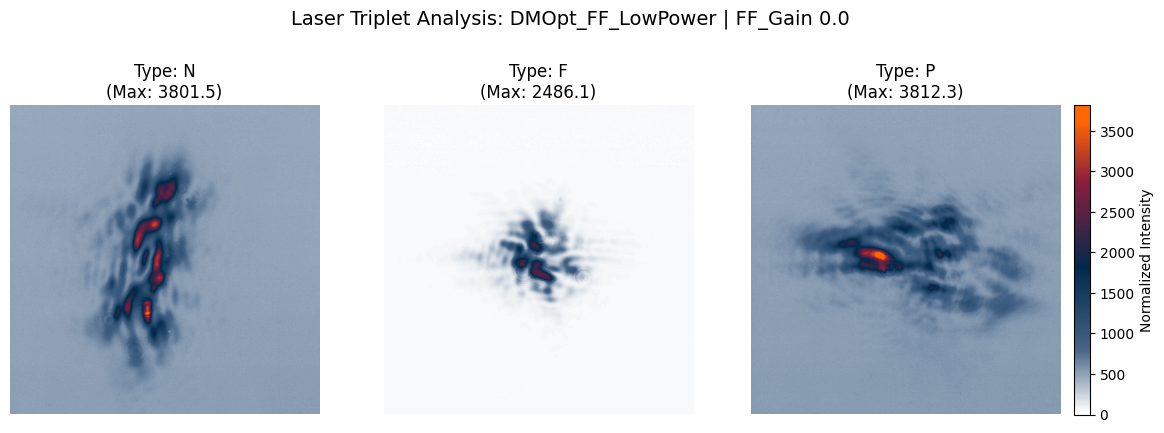 Laser Triplet Analysis: DMOpt_FF_LowPower | FF_Gain 0.0
Type: N
(Max: 3801.5)
Type: F
(Max: 2486.1)
Type: P
(Max: 3812.3)
3500
3000
2500
2000
1500
1000
500
0
Normalized Intensity